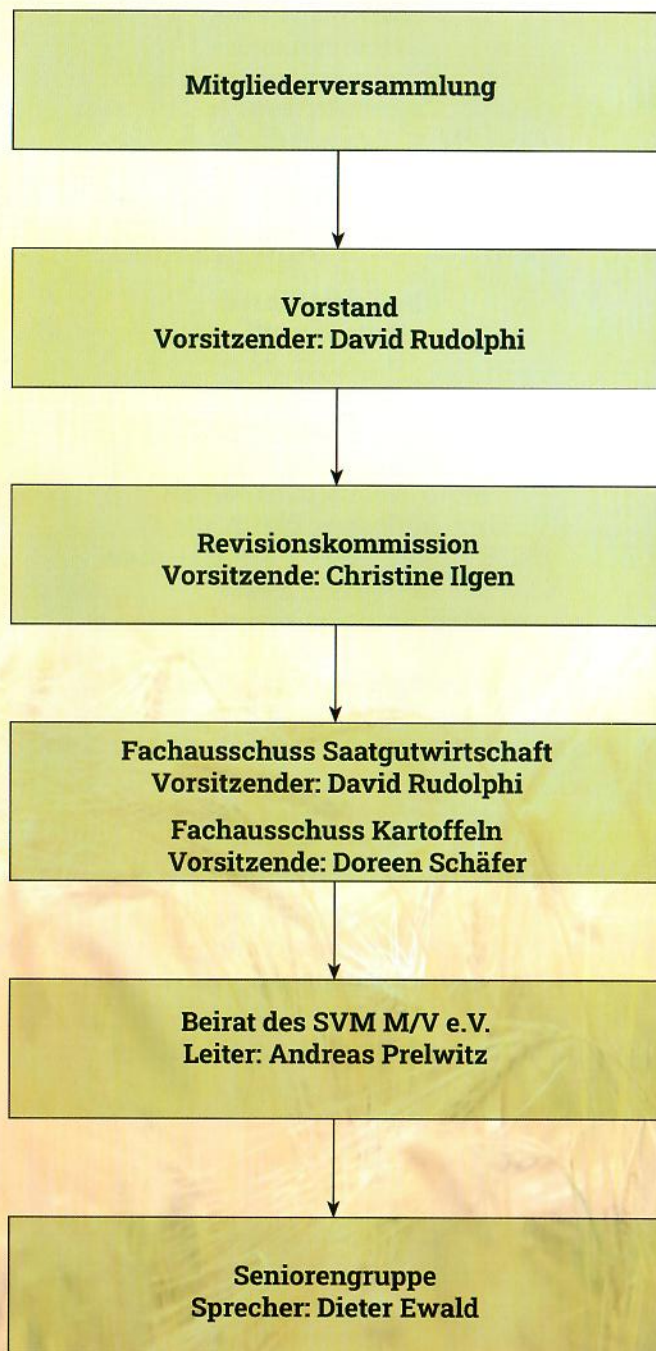 Mitgliederversammlung
Vorstand
Vorsitzender: David Rudolphi
Revisionskommission
Vorsitzende: Christine Ilgen
Fachausschuss Saatgutwirtschaft
Vorsitzender: David Rudolphi
Fachausschuss Kartoffeln
Vorsitzende: Doreen Schäfer
Beirat des SVM M/V e.V.
Leiter: Andreas Prelwitz
Seniorengruppe
Sprecher: Dieter Ewald